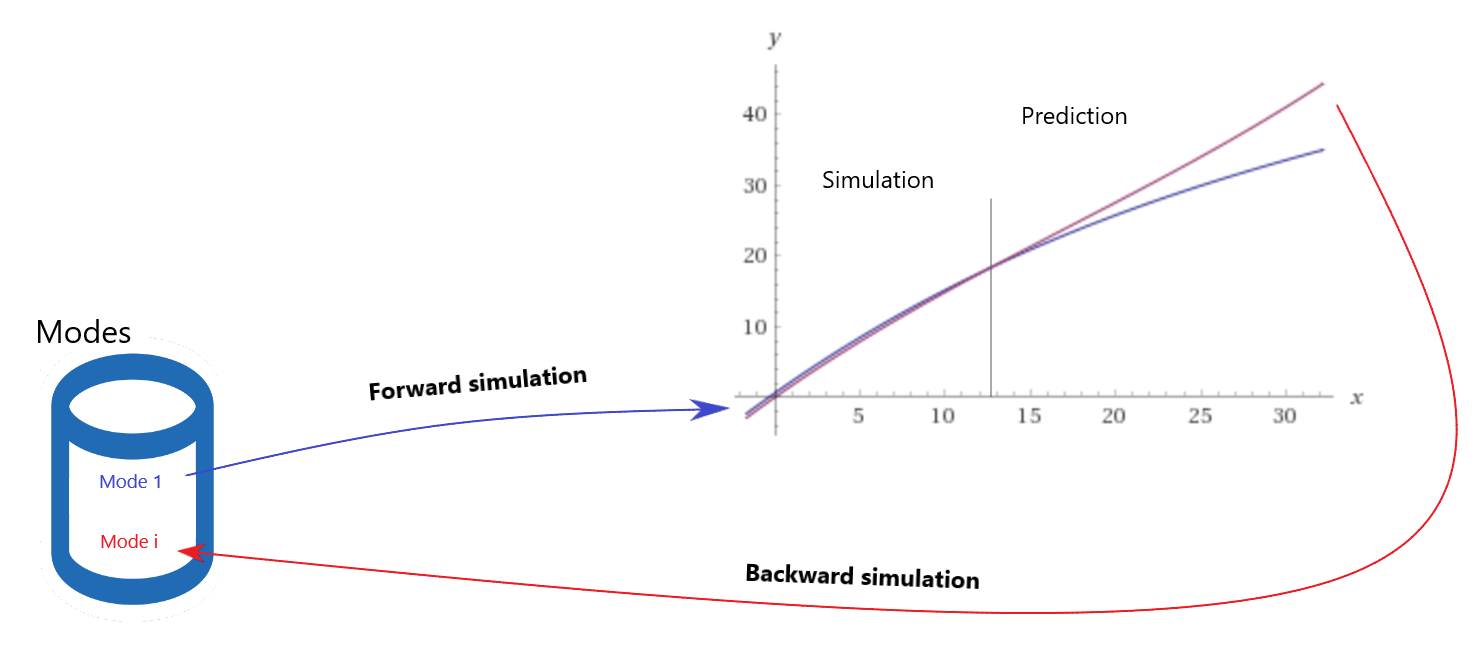 y
40
Prediction
Simulation
30
20
10
x
5
10
15
20
25
30
Modes
Forward simulation
Mode 1
Mode i
Backward simulation